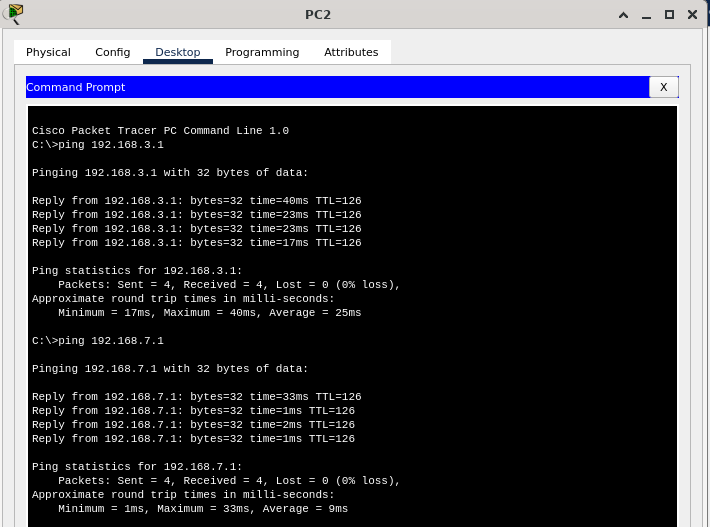 PC2
Physical Config Desktop Programming Attributes
Command Prompt X
Cisco Packet Tracer PC Command Line 1.0
C:\>ping 192.168.3.1
Pinging 192.168.3.1 with 32 bytes of data:
Reply from 192.168.3.1: bytes=32 time=40ms TTL=126
Reply from 192.168.3.1: bytes=32 time=23ms TTL=126
Reply from 192.168.3.1: bytes=32 time=23ms TTL=126
Reply from 192.168.3.1: bytes=32 time=17ms TTL=126
Ping statistics for 192.168.3.1:
    Packets: Sent = 4, Received = 4, Lost = 0 (0% loss),
Approximate round trip times in milli-seconds:
    Minimum = 17ms, Maximum = 40ms, Average = 25ms
C:\>ping 192.168.7.1
Pinging 192.168.7.1 with 32 bytes of data:
Reply from 192.168.7.1: bytes=32 time=33ms TTL=126
Reply from 192.168.7.1: bytes=32 time=1ms TTL=126
Reply from 192.168.7.1: bytes=32 time=2ms TTL=126
Reply from 192.168.7.1: bytes=32 time=1ms TTL=126
Ping statistics for 192.168.7.1:
    Packets: Sent = 4, Received = 4, Lost = 0 (0% loss),
Approximate round trip times in milli-seconds:
    Minimum = 1ms, Maximum = 33ms, Average = 9ms